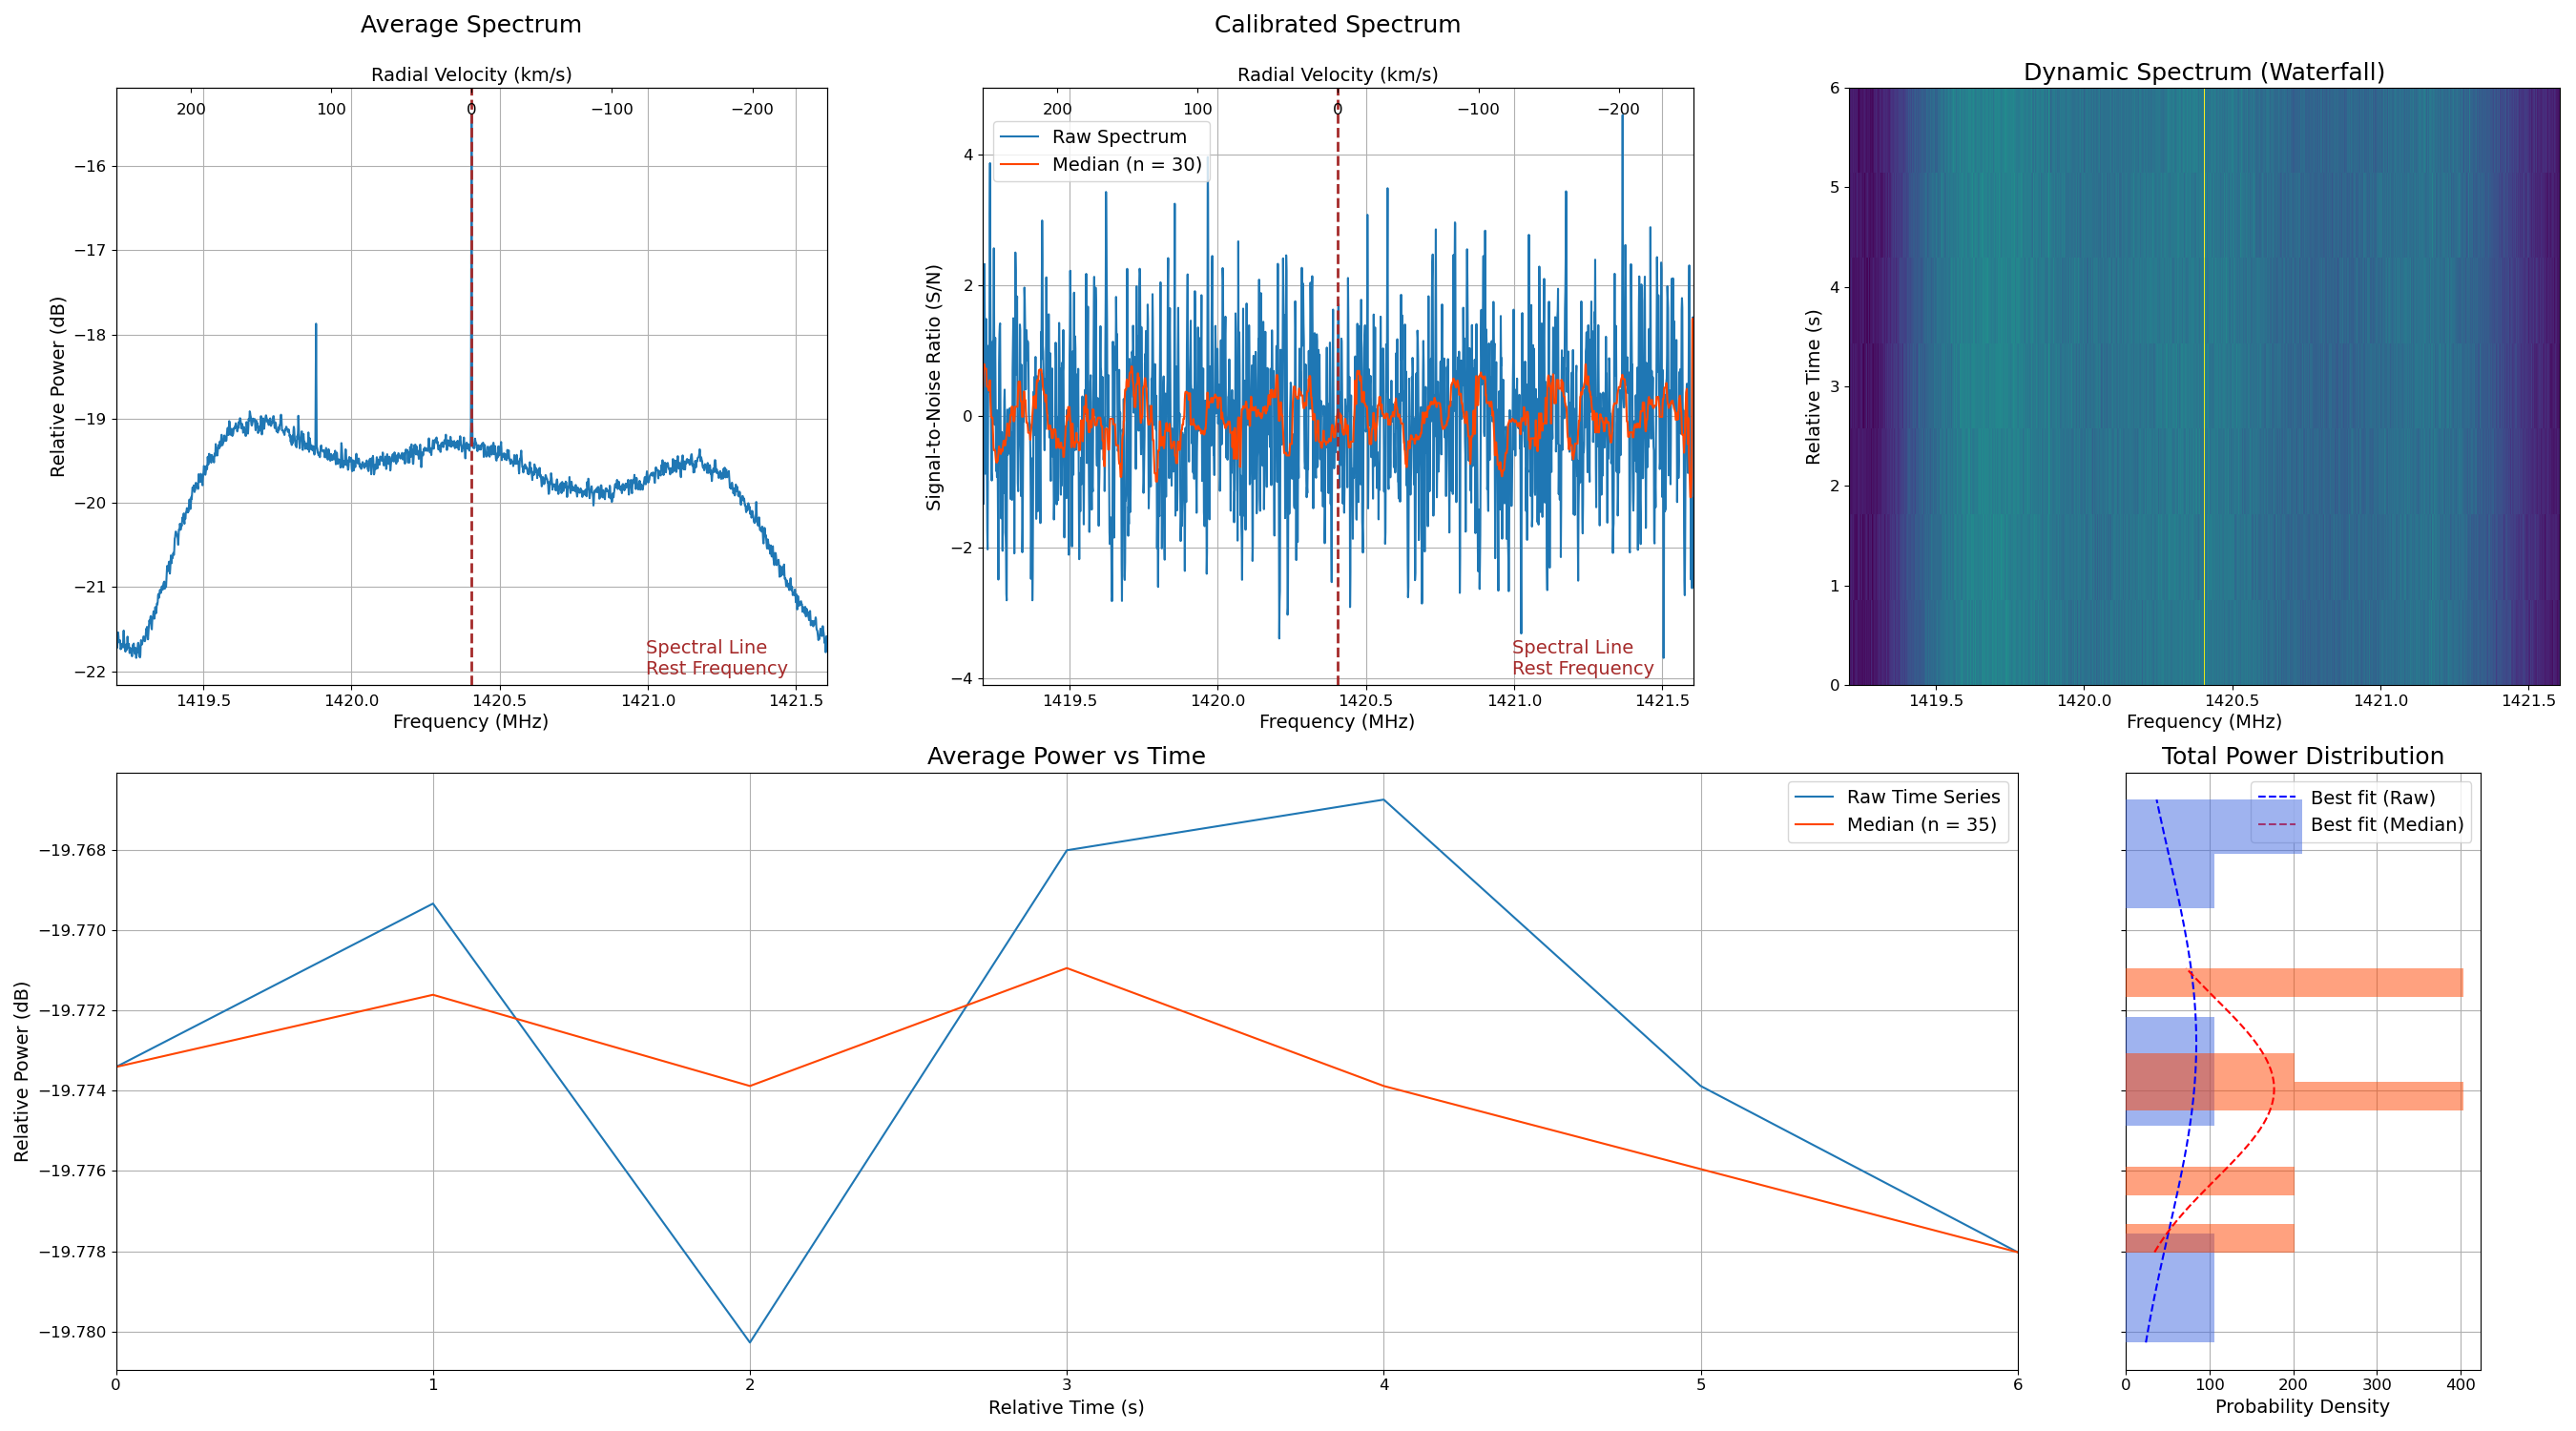 Average Spectrum
Radial Velocity (km/s)
200 100 0 −100 −200
Relative Power (dB)
−16
−17
−18
−19
−20
−21
−22
Spectral Line
Rest Frequency
1419.5 1420.0 1420.5 1421.0 1421.5
Frequency (MHz)
Calibrated Spectrum
Radial Velocity (km/s)
200 100 0 −100 −200
Raw Spectrum
Median (n = 30)
Signal-to-Noise Ratio (S/N)
4
2
0
−2
−4
Spectral Line
Rest Frequency
1419.5 1420.0 1420.5 1421.0 1421.5
Frequency (MHz)
Dynamic Spectrum (Waterfall)
Relative Time (s)
6
5
4
3
2
1
0
1419.5 1420.0 1420.5 1421.0 1421.5
Frequency (MHz)
Average Power vs Time
Raw Time Series
Median (n = 35)
Relative Power (dB)
−19.768
−19.770
−19.772
−19.774
−19.776
−19.778
−19.780
0 1 2 3 4 5 6
Relative Time (s)
Total Power Distribution
Best fit (Raw)
Best fit (Median)
0 100 200 300 400
Probability Density